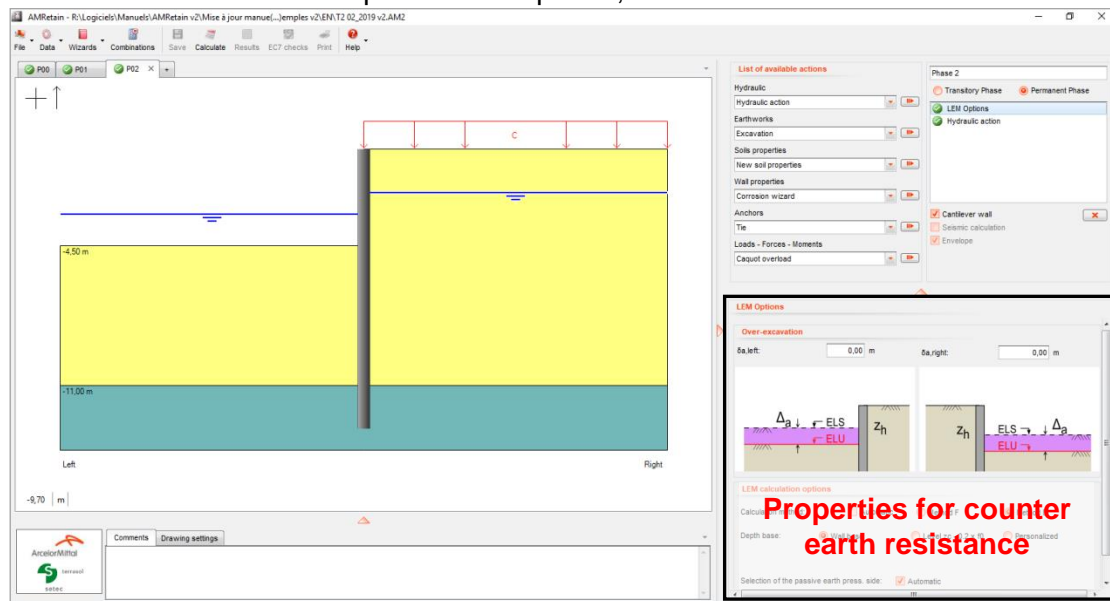 AMRetain - R:\Logiciels\Manuels\AMRetain v2\Mise à jour manue(...)emples v2\EN\T2 02_2019 v2.AM2
File Data Wizards Combinations Save Calculate Results EC7 checks Print Help
P00 P01 P02
C
-4,50 m
-11,00 m
Left Right
-9,70 m
ArcelorMittal
terrasol
setec
Comments Drawing settings
List of available actions
Hydraulic
Hydraulic action
Earthworks
Excavation
Soils properties
New soil properties
Wall properties
Corrosion wizard
Anchors
Tie
Loads - Forces - Moments
Caquot overload
Phase 2
Transitory Phase Permanent Phase
LEM Options
Hydraulic action
Cantilever wall
Seismic calculation
Envelope
LEM Options
Over-excavation
δa,left: 0,00 m δa,right: 0,00 m
Δa ELS ELU zh
zh ELS ELU Δa
LEM calculation options
Properties for counter
earth resistance
Depth base: Personalized
Selection of the passive earth press. side: Automatic